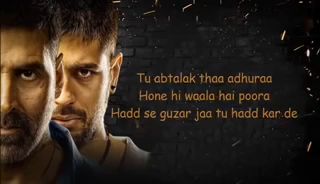 Tu abtalak thaa adhuraa
Hone hi waala hai poora
Hadd se guzar jaa tu hadd kar de